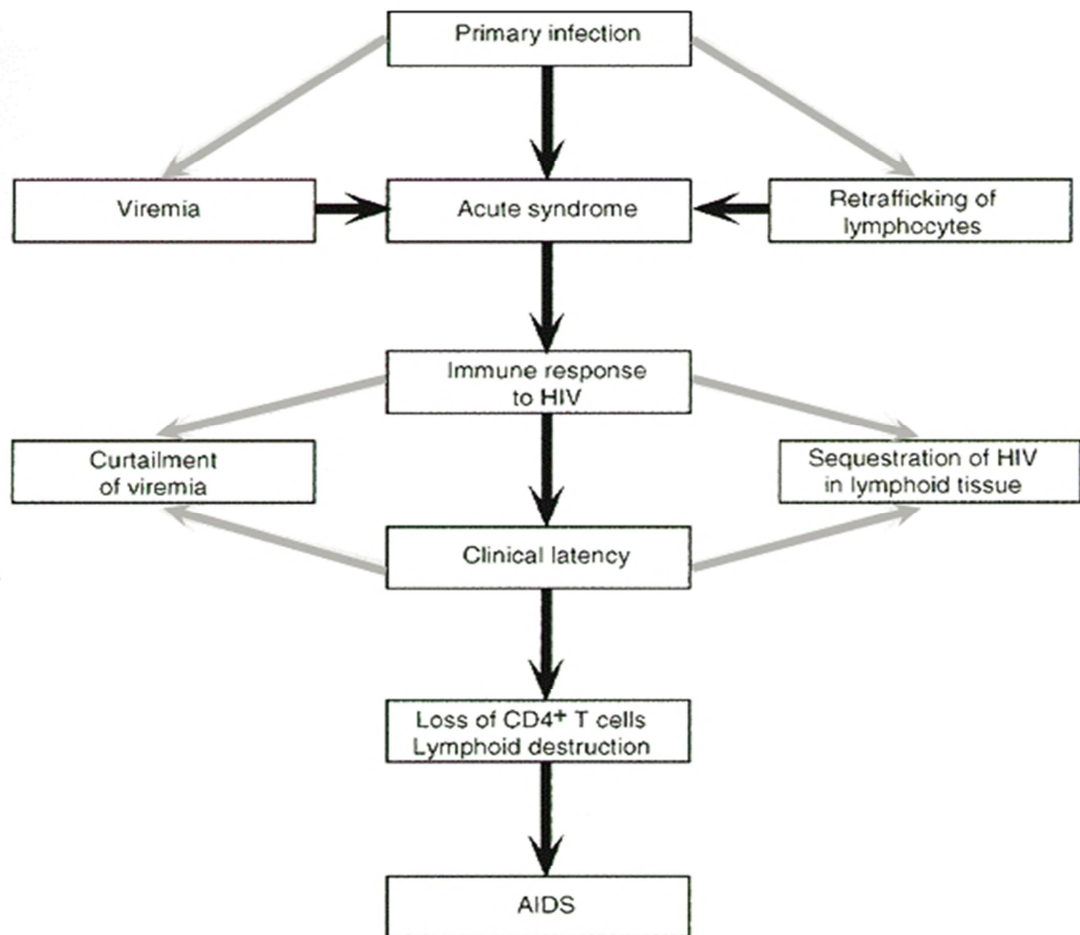 Primary infection
Viremia
Acute syndrome
Retrafficking of
lymphocytes
Immune response
to HIV
Curtailment
of viremia
Sequestration of HIV
in lymphoid tissue
Clinical latency
Loss of CD4⁺ T cells
Lymphoid destruction
AIDS